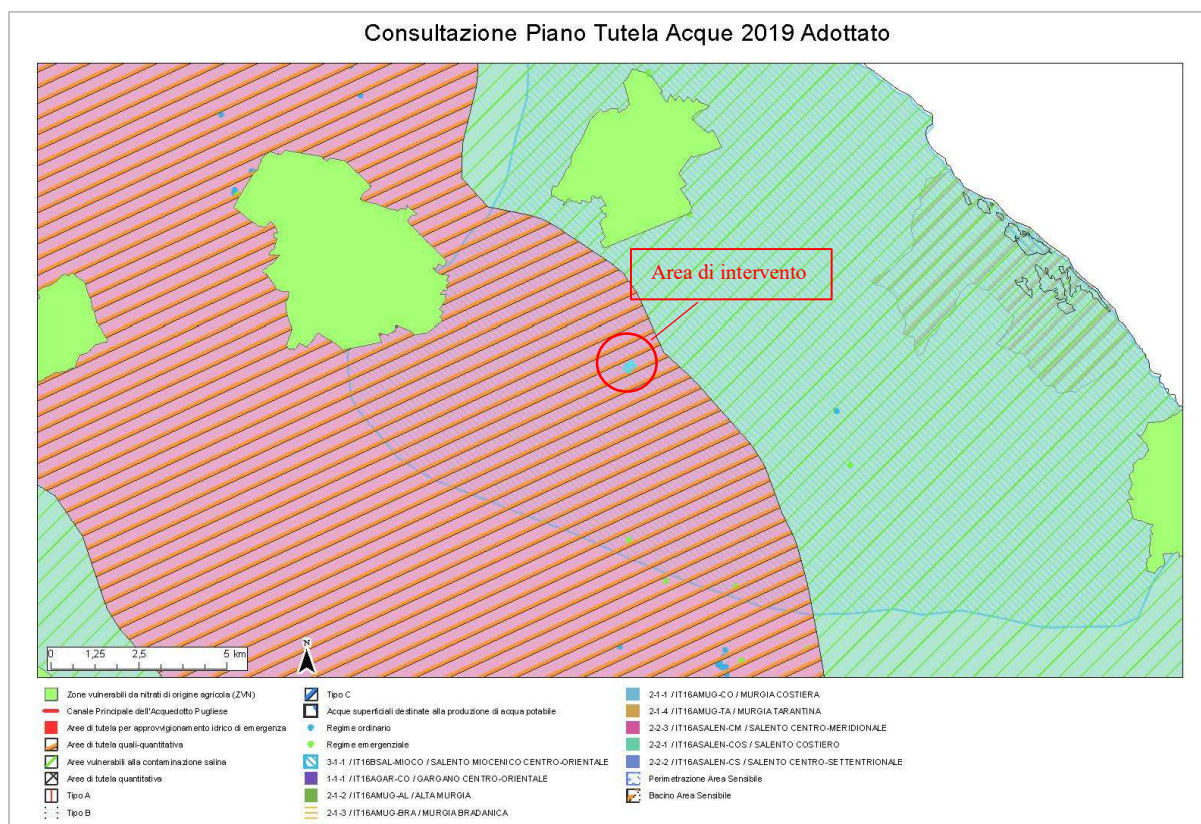 Consultazione Piano Tutela Acque 2019 Adottato
Area di intervento
0 1,25 2,5 5 km
N
Zone vulnerabili da nitrati di origine agricola (ZVN)
Canale Principale dell'Acquedotto Pugliese
Area di tutela per approvvigionamento idrico di emergenza
Aree di tutela quali-quantitativa
Aree vulnerabili alla contaminazione salina
Aree di tutela quantitativa
Tipo A
Tipo B
Tipo C
Acque superficiali destinate alla produzione di acqua potabile
Regime ordinario
Regime emergenziale
3-1-1 / IT16BSAL-MIOCO / SALENTO MIOCENICO CENTRO-ORIENTALE
1-1-1 / IT16AGAR-CO / GARGANO CENTRO-ORIENTALE
2-1-2 / IT16AMUG-AL / ALTA MURGIA
2-1-3 / IT16AMUG-BRA / MURGIA BRADANICA
2-1-1 / IT16AMUG-CO / MURGIA COSTIERA
2-1-4 / IT16AMUG-TA / MURGIA TARANTINA
2-2-3 / IT16ASALEN-CM / SALENTO CENTRO-MERIDIONALE
2-2-1 / IT16ASALEN-COS / SALENTO COSTIERO
2-2-2 / IT16ASALEN-CS / SALENTO CENTRO-SETTENTRIONALE
Perimetrazione Area Sensibile
Bacino Area Sensibile